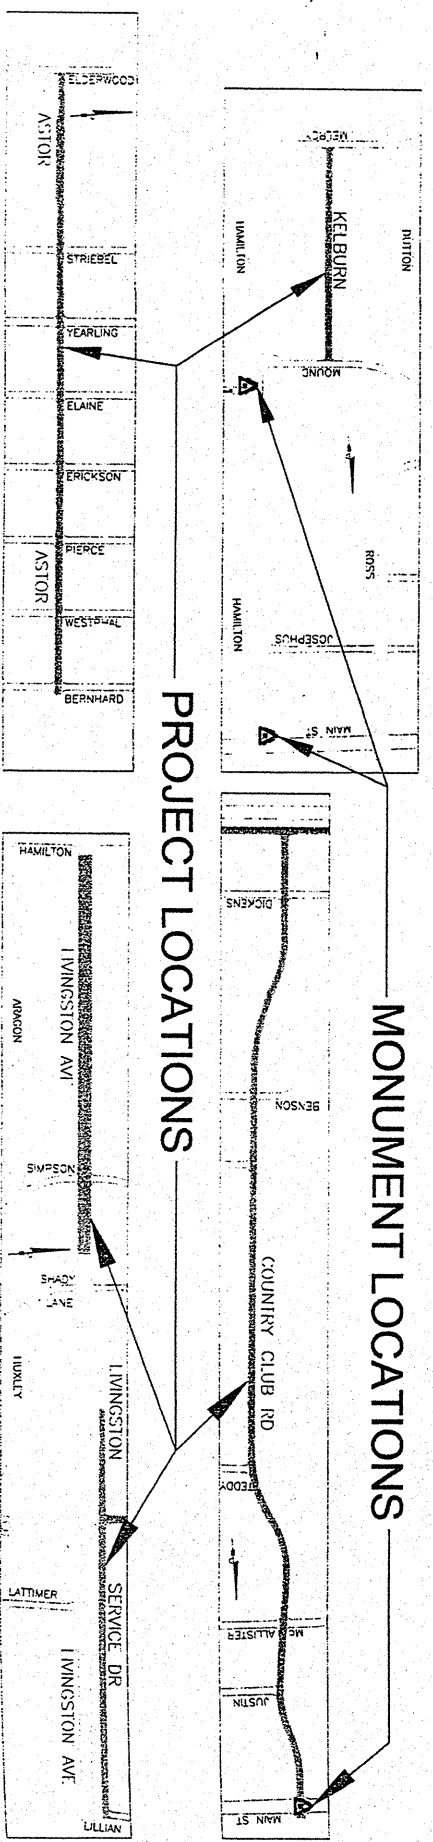 ELDERWOOD
ASTOR
STRIEBEL
YEARLING
ELAINE
ERICKSON
PIERCE
ASTOR
WESTPHAL
BERNHARD
MELROY
KELBURN
DUTTON
HAMILTON
MOUND
ROSS
HAMILTON
JOSEPHUS
MAIN ST
PROJECT LOCATIONS
MONUMENT LOCATIONS
HAMILTON
LIVINGSTON AVE
ARAGON
SIMPSON
SHADY
LANE
HUXLEY
LIVINGSTON
SERVICE DR
LATTIMER
LIVINGSTON AVE
LILLIAN
DICKENS
BENSON
COUNTRY CLUB RD
TEDDY
Mc ALLISTER
JUSTIN
MAIN ST